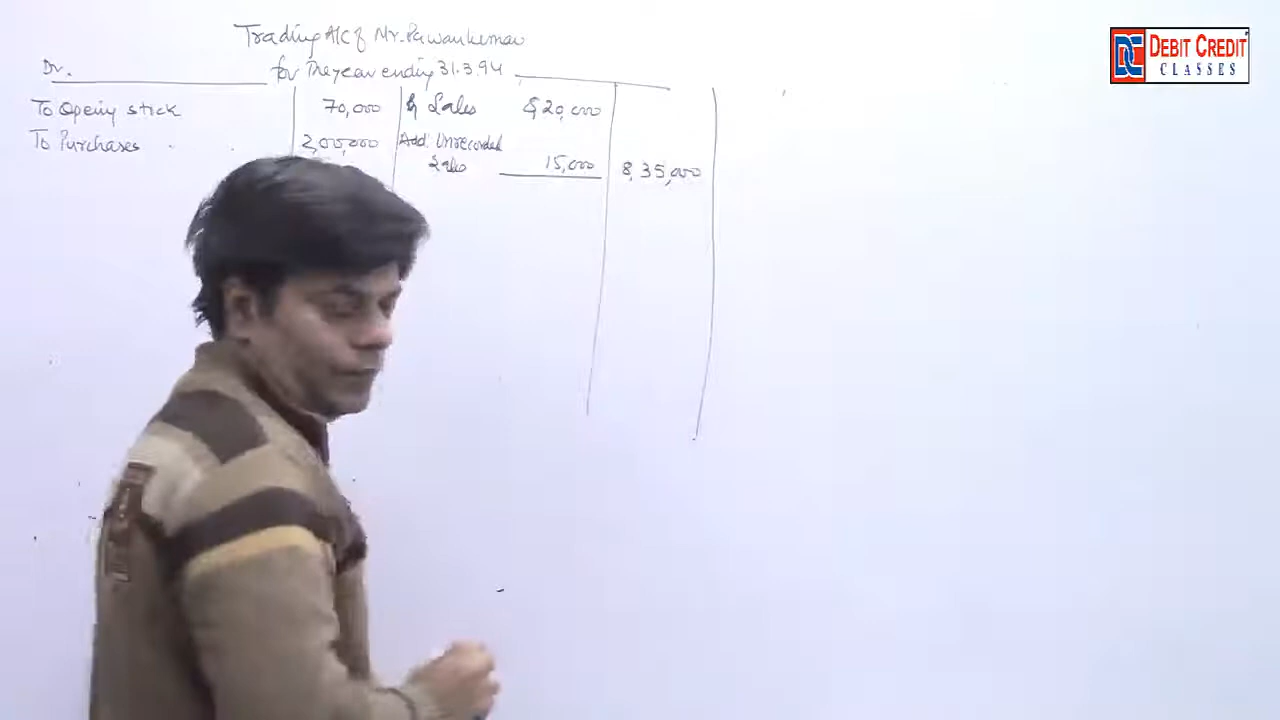 Trading A/C of Mr. Pawankumar
for the year ending 31.3.94
Dr.
To Opening stock 70,000 By Sales 8,20,000
To Purchases 2,00,000 Add: Unrecorded
Sales 15,000 8,35,000
DEBIT CREDIT
CLASSES